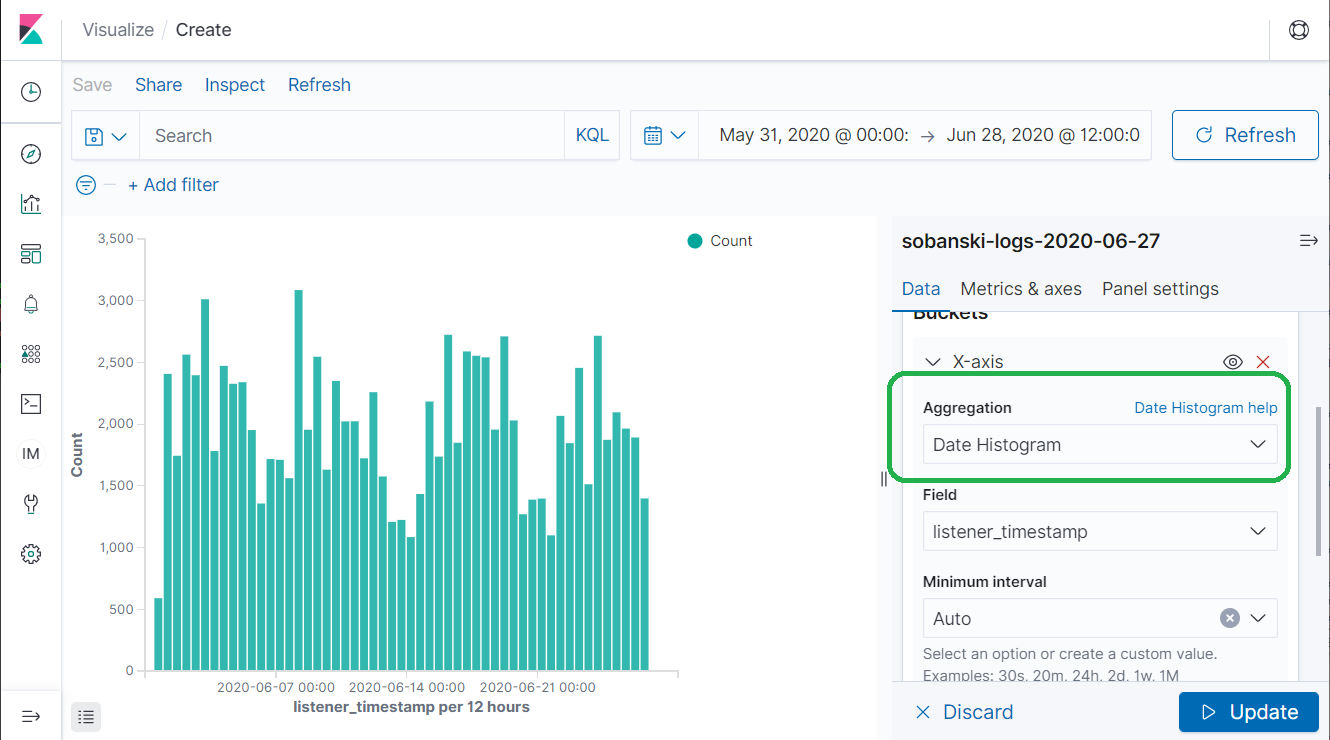 Visualize / Create
Save Share Inspect Refresh
Search KQL May 31, 2020 @ 00:00: → Jun 28, 2020 @ 12:00:0 Refresh
+ Add filter
3,500
3,000
2,500
2,000
1,500
1,000
500
0
Count
2020-06-07 00:00 2020-06-14 00:00 2020-06-21 00:00
listener_timestamp per 12 hours
Count
IM
sobanski-logs-2020-06-27
Data Metrics & axes Panel settings
Buckets
X-axis
Aggregation Date Histogram help
Date Histogram
Field
listener_timestamp
Minimum interval
Auto
Select an option or create a custom value.
Examples: 30s, 20m, 24h, 2d, 1w, 1M
Discard Update